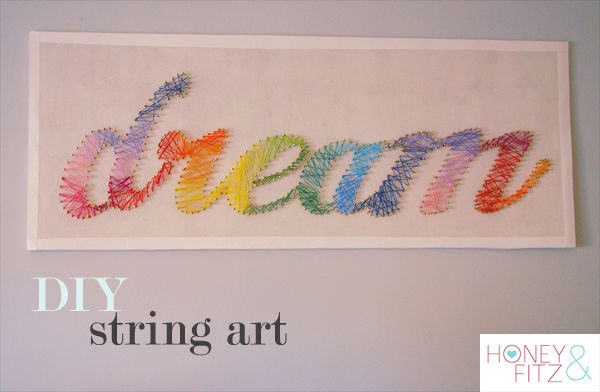 dream
DIY
string art
HONEY &
FITZ